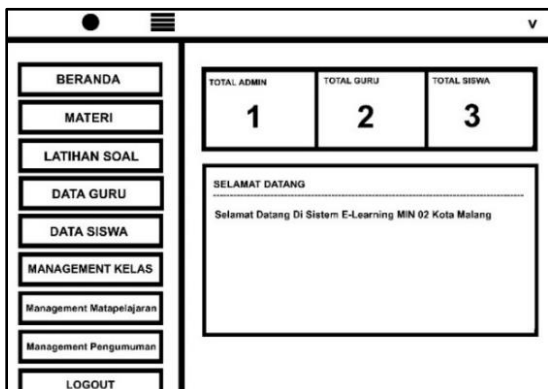 v
BERANDA
MATERI
LATIHAN SOAL
DATA GURU
DATA SISWA
MANAGEMENT KELAS
Management Matapelajaran
Management Pengumuman
LOGOUT
TOTAL ADMIN
1
TOTAL GURU
2
TOTAL SISWA
3
SELAMAT DATANG
Selamat Datang Di Sistem E-Learning MIN 02 Kota Malang